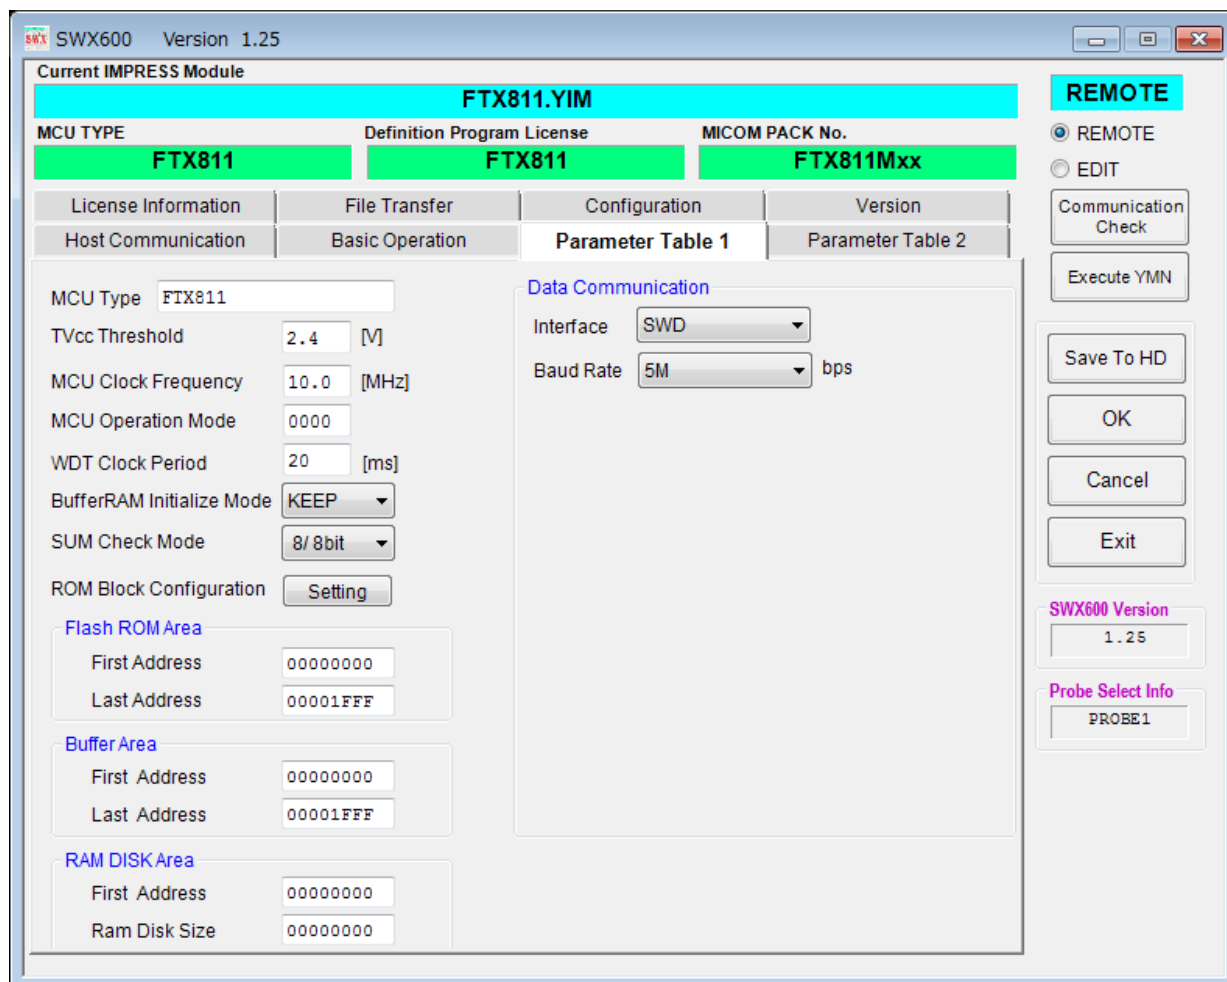 SWX600 Version 1.25
Current IMPRESS Module
FTX811.YIM
MCU TYPE Definition Program License MICOM PACK No.
FTX811 FTX811 FTX811Mxx
License Information File Transfer Configuration Version
Host Communication Basic Operation Parameter Table 1 Parameter Table 2
MCU Type FTX811
TVcc Threshold 2.4 [V]
MCU Clock Frequency 10.0 [MHz]
MCU Operation Mode 0000
WDT Clock Period 20 [ms]
BufferRAM Initialize Mode KEEP
SUM Check Mode 8/ 8bit
ROM Block Configuration Setting
Flash ROM Area
First Address 00000000
Last Address 00001FFF
Buffer Area
First Address 00000000
Last Address 00001FFF
RAM DISK Area
First Address 00000000
Ram Disk Size 00000000
Data Communication
Interface SWD
Baud Rate 5M bps
REMOTE
REMOTE
EDIT
Communication
Check
Execute YMN
Save To HD
OK
Cancel
Exit
SWX600 Version
1.25
Probe Select Info
PROBE1